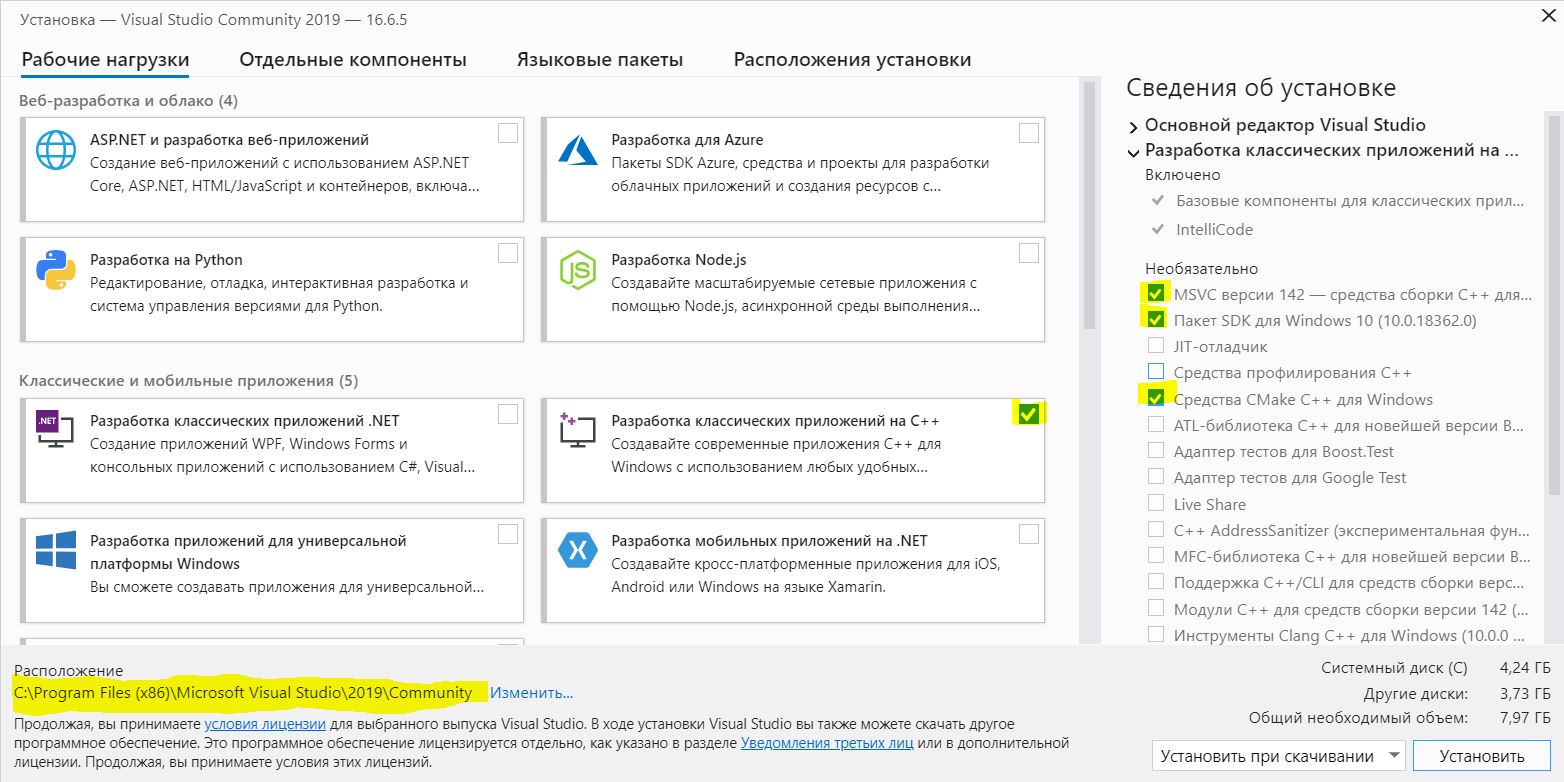 Установка — Visual Studio Community 2019 — 16.6.5
Рабочие нагрузки
Отдельные компоненты
Языковые пакеты
Расположения установки
Веб-разработка и облако (4)
ASP.NET и разработка веб-приложений
Создание веб-приложений с использованием ASP.NET
Core, ASP.NET, HTML/JavaScript и контейнеров, включа...
Разработка для Azure
Пакеты SDK Azure, средства и проекты для разработки
облачных приложений и создания ресурсов с...
Разработка на Python
Редактирование, отладка, интерактивная разработка и
система управления версиями для Python.
JS
Разработка Node.js
Создавайте масштабируемые сетевые приложения с
помощью Node.js, асинхронной среды выполнения...
Классические и мобильные приложения (5)
.NET
Разработка классических приложений .NET
Создание приложений WPF, Windows Forms и
консольных приложений с использованием C#, Visual...
Разработка классических приложений на C++
Создавайте современные приложения C++ для
Windows с использованием любых удобных...
Разработка приложений для универсальной
платформы Windows
Вы сможете создавать приложения для универсальной...
Разработка мобильных приложений на .NET
Создавайте кросс-платформенные приложения для iOS,
Android или Windows на языке Xamarin.
Сведения об установке
Основной редактор Visual Studio
Разработка классических приложений на ...
Включено
Базовые компоненты для классических прил...
IntelliCode
Необязательно
MSVC версии 142 — средства сборки C++ для...
Пакет SDK для Windows 10 (10.0.18362.0)
JIT-отладчик
Средства профилирования C++
Средства CMake C++ для Windows
ATL-библиотека C++ для новейшей версии B...
Адаптер тестов для Boost.Test
Адаптер тестов для Google Test
Live Share
C++ AddressSanitizer (экспериментальная фун...
MFC-библиотека C++ для новейшей версии B...
Поддержка C++/CLI для средств сборки верс...
Модули C++ для средств сборки версии 142 (...
Инструменты Clang C++ для Windows (10.0.0 ...
Расположение
C:\Program Files (x86)\Microsoft Visual Studio\2019\Community
Изменить...
Продолжая, вы принимаете условия лицензии для выбранного выпуска Visual Studio. В ходе установки Visual Studio вы также можете скачать другое
программное обеспечение. Это программное обеспечение лицензируется отдельно, как указано в разделе Уведомления третьих лиц или в дополнительной
лицензии. Продолжая, вы принимаете условия этих лицензий.
Системный диск (C) 4,24 ГБ
Другие диски: 3,73 ГБ
Общий необходимый объем: 7,97 ГБ
Установить при скачивании
Установить